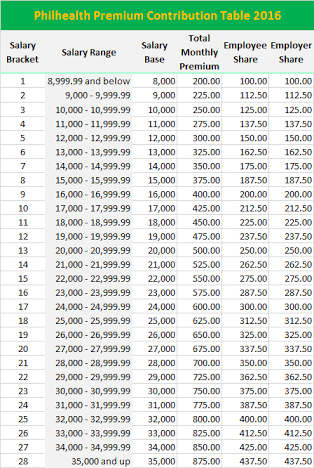 Philhealth Premium Contribution Table 2016
Salary Bracket Salary Range Salary Base Total Monthly Premium Employee Share Employer Share
1 8,999.99 and below 8,000 200.00 100.00 100.00
2 9,000 - 9,999.99 9,000 225.00 112.50 112.50
3 10,000 - 10,999.99 10,000 250.00 125.00 125.00
4 11,000 - 11,999.99 11,000 275.00 137.50 137.50
5 12,000 - 12,999.99 12,000 300.00 150.00 150.00
6 13,000 - 13,999.99 13,000 325.00 162.50 162.50
7 14,000 - 14,999.99 14,000 350.00 175.00 175.00
8 15,000 - 15,999.99 15,000 375.00 187.50 187.50
9 16,000 - 16,999.99 16,000 400.00 200.00 200.00
10 17,000 - 17,999.99 17,000 425.00 212.50 212.50
11 18,000 - 18,999.99 18,000 450.00 225.00 225.00
12 19,000 - 19,999.99 19,000 475.00 237.50 237.50
13 20,000 - 20,999.99 20,000 500.00 250.00 250.00
14 21,000 - 21,999.99 21,000 525.00 262.50 262.50
15 22,000 - 22,999.99 22,000 550.00 275.00 275.00
16 23,000 - 23,999.99 23,000 575.00 287.50 287.50
17 24,000 - 24,999.99 24,000 600.00 300.00 300.00
18 25,000 - 25,999.99 25,000 625.00 312.50 312.50
19 26,000 - 26,999.99 26,000 650.00 325.00 325.00
20 27,000 - 27,999.99 27,000 675.00 337.50 337.50
21 28,000 - 28,999.99 28,000 700.00 350.00 350.00
22 29,000 - 29,999.99 29,000 725.00 362.50 362.50
23 30,000 - 30,999.99 30,000 750.00 375.00 375.00
24 31,000 - 31,999.99 31,000 775.00 387.50 387.50
25 32,000 - 32,999.99 32,000 800.00 400.00 400.00
26 33,000 - 33,999.99 33,000 825.00 412.50 412.50
27 34,000 - 34,999.99 34,000 850.00 425.00 425.00
28 35,000 and up 35,000 875.00 437.50 437.50